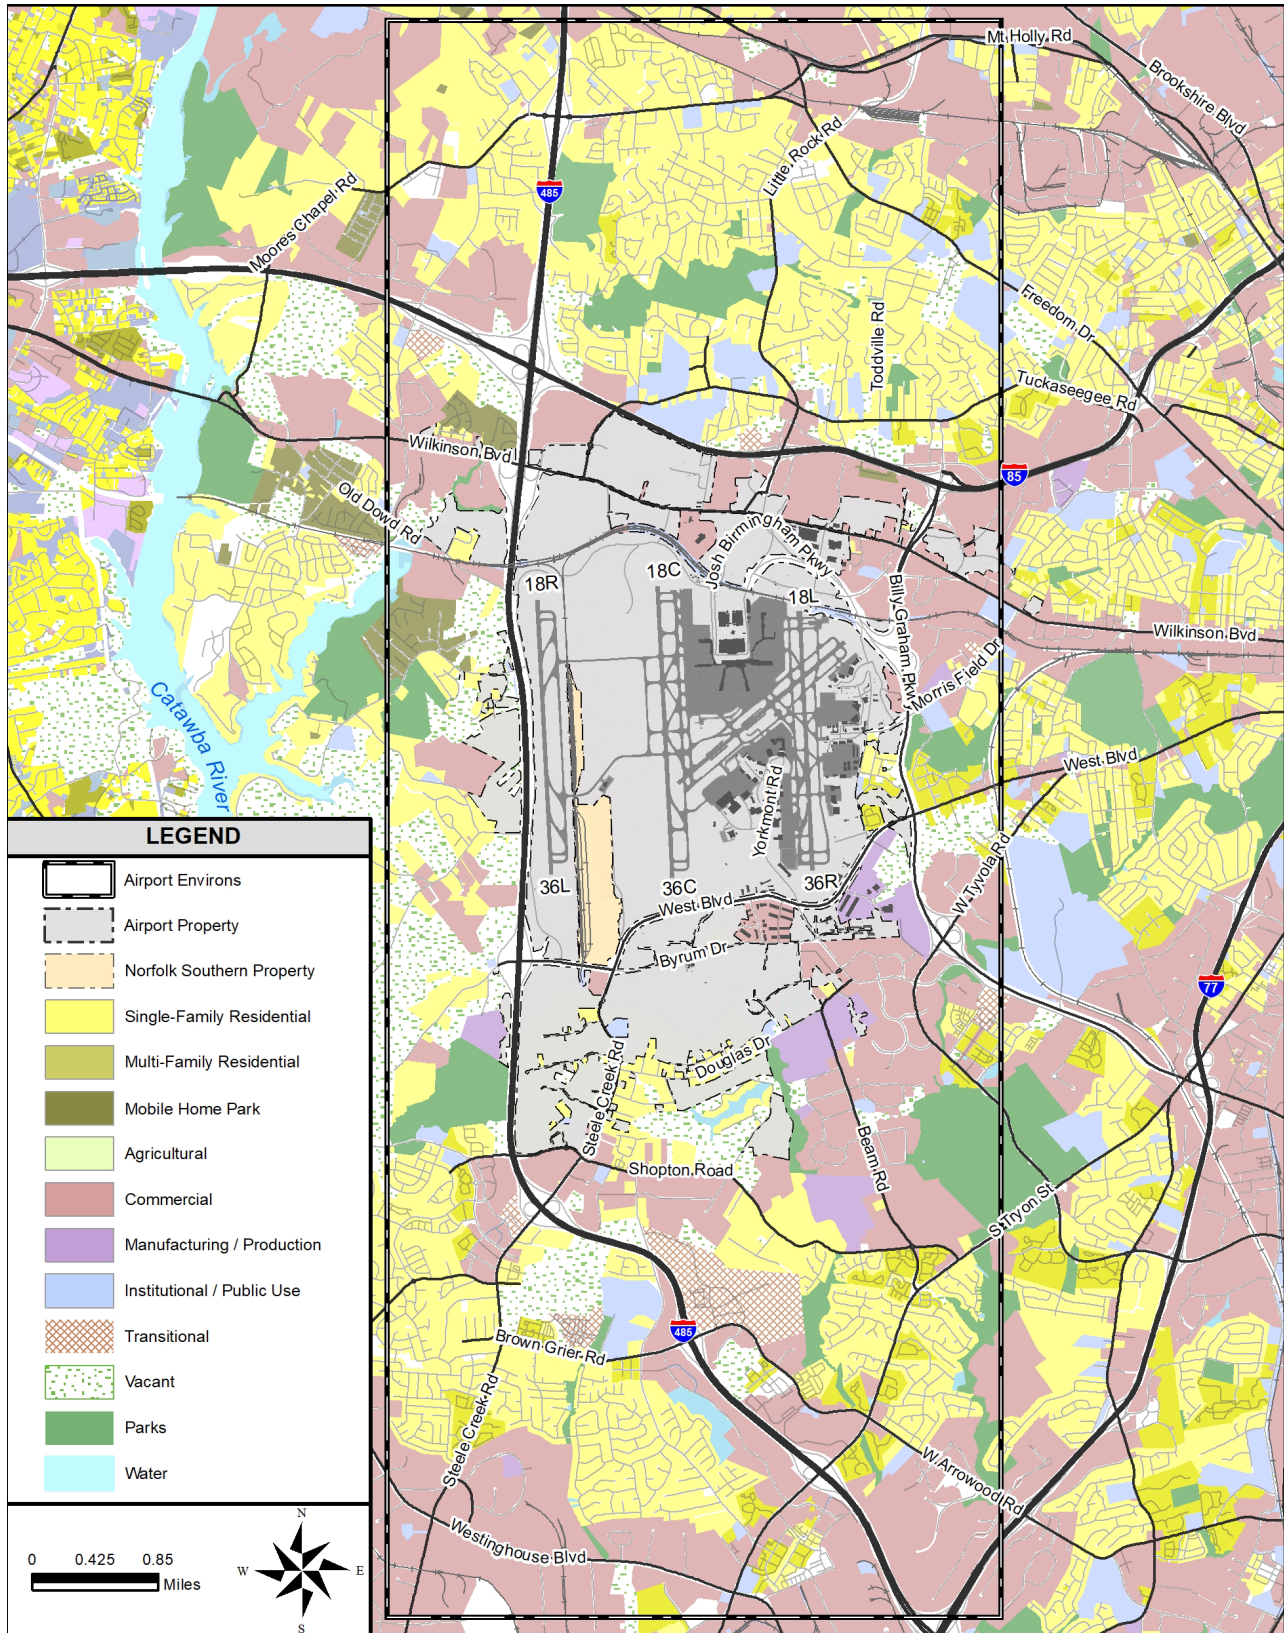 Mt Holly Rd
Brookshire Blvd
Little Rock Rd
485
Moores Chapel Rd
Freedom Dr
Toddville Rd
Tuckaseegee Rd
Wilkinson Bvd
85
Old Dowd Rd
Josh Birmingham Pkwy
18R
18C
18L
Billy Graham Pkwy
Wilkinson Bvd
Morris Field Dr
Catawba River
West Blvd
Yorkmont Rd
W Tyvola Rd
36L
36C
36R
West Blvd
Byrum Dr
77
Douglas Dr
Steele Creek Rd
Beam Rd
Shopton Road
S Tryon St
485
Brown Grier Rd
Steele Creek Rd
W Arrowood Rd
Westinghouse Blvd
LEGEND
Airport Environs
Airport Property
Norfolk Southern Property
Single-Family Residential
Multi-Family Residential
Mobile Home Park
Agricultural
Commercial
Manufacturing / Production
Institutional / Public Use
Transitional
Vacant
Parks
Water
0 0.425 0.85
Miles
N
W E
S